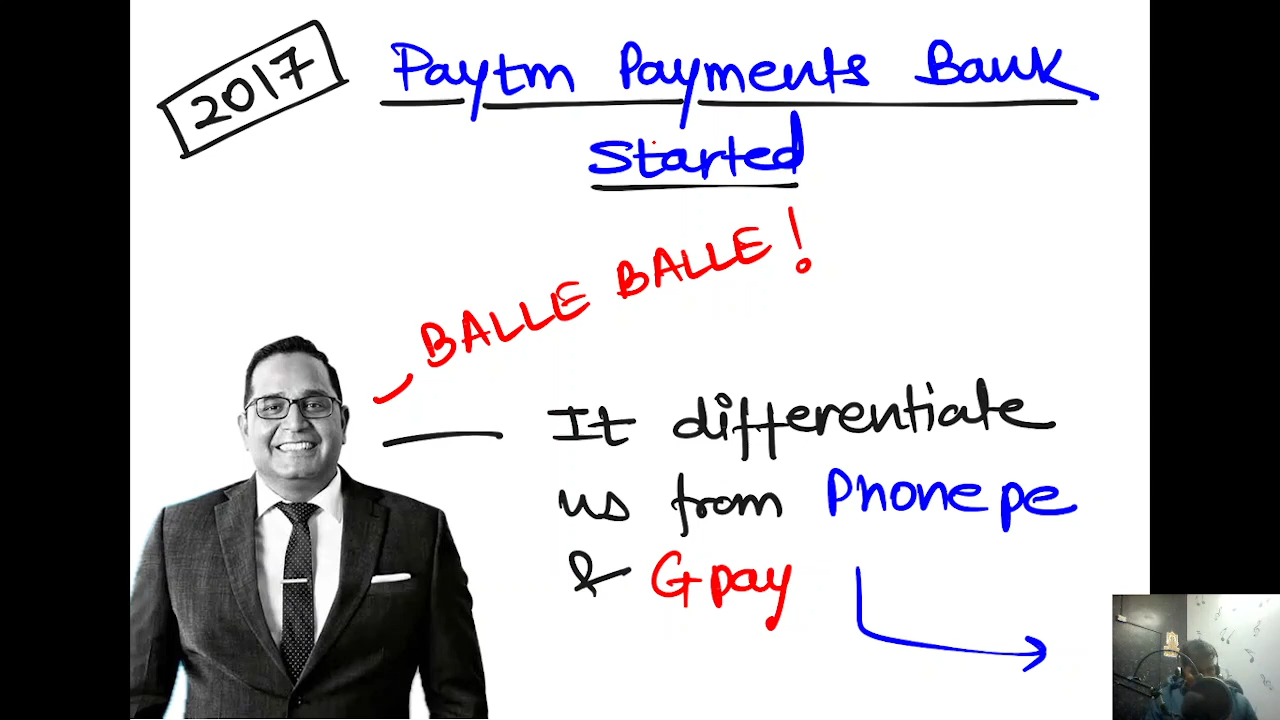 2017
Paytm Payments Bank
Started
BALLE BALLE!
It differentiate
us from Phonepe
& Gpay